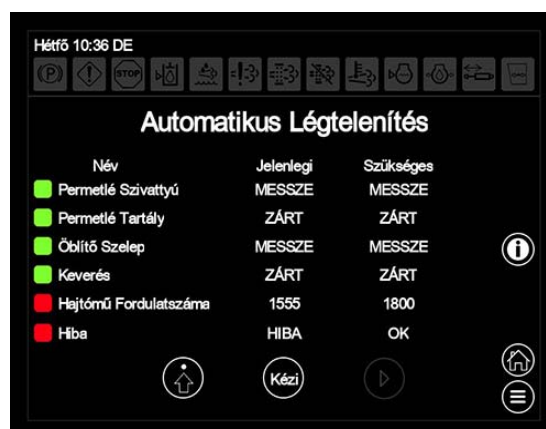 Hétfő 10:36 DE
(P) STOP
Automatikus Légtelenítés
Név Jelenlegi Szükséges
Permetlé Szivattyú MESSZE MESSZE
Permetlé Tartály ZÁRT ZÁRT
Öblítő Szelep MESSZE MESSZE
Keverés ZÁRT ZÁRT
Hajtómű Fordulatszáma 1555 1800
Hiba HIBA OK
Kézi